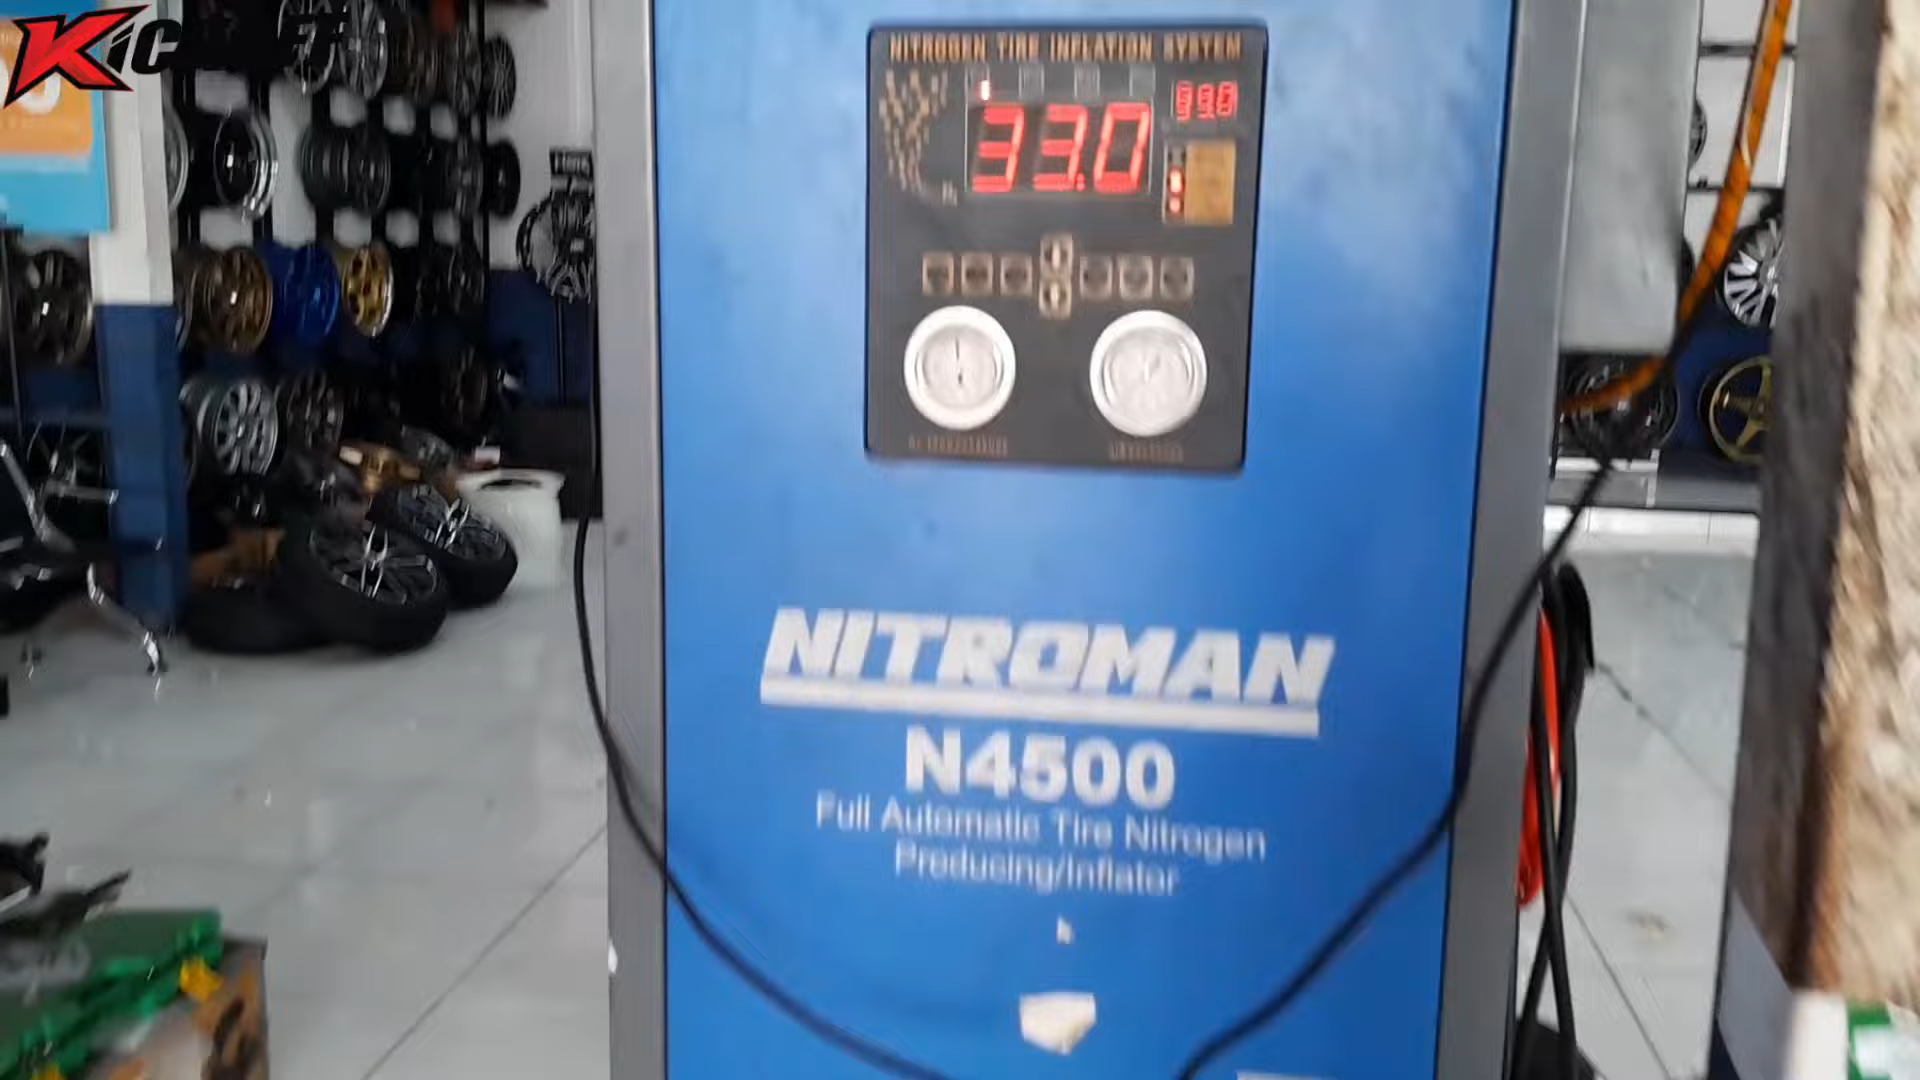 NITROGEN TIRE INFLATION SYSTEM
33.0
NITROMAN
N4500
Full Automatic Tire Nitrogen
Producing/Inflator